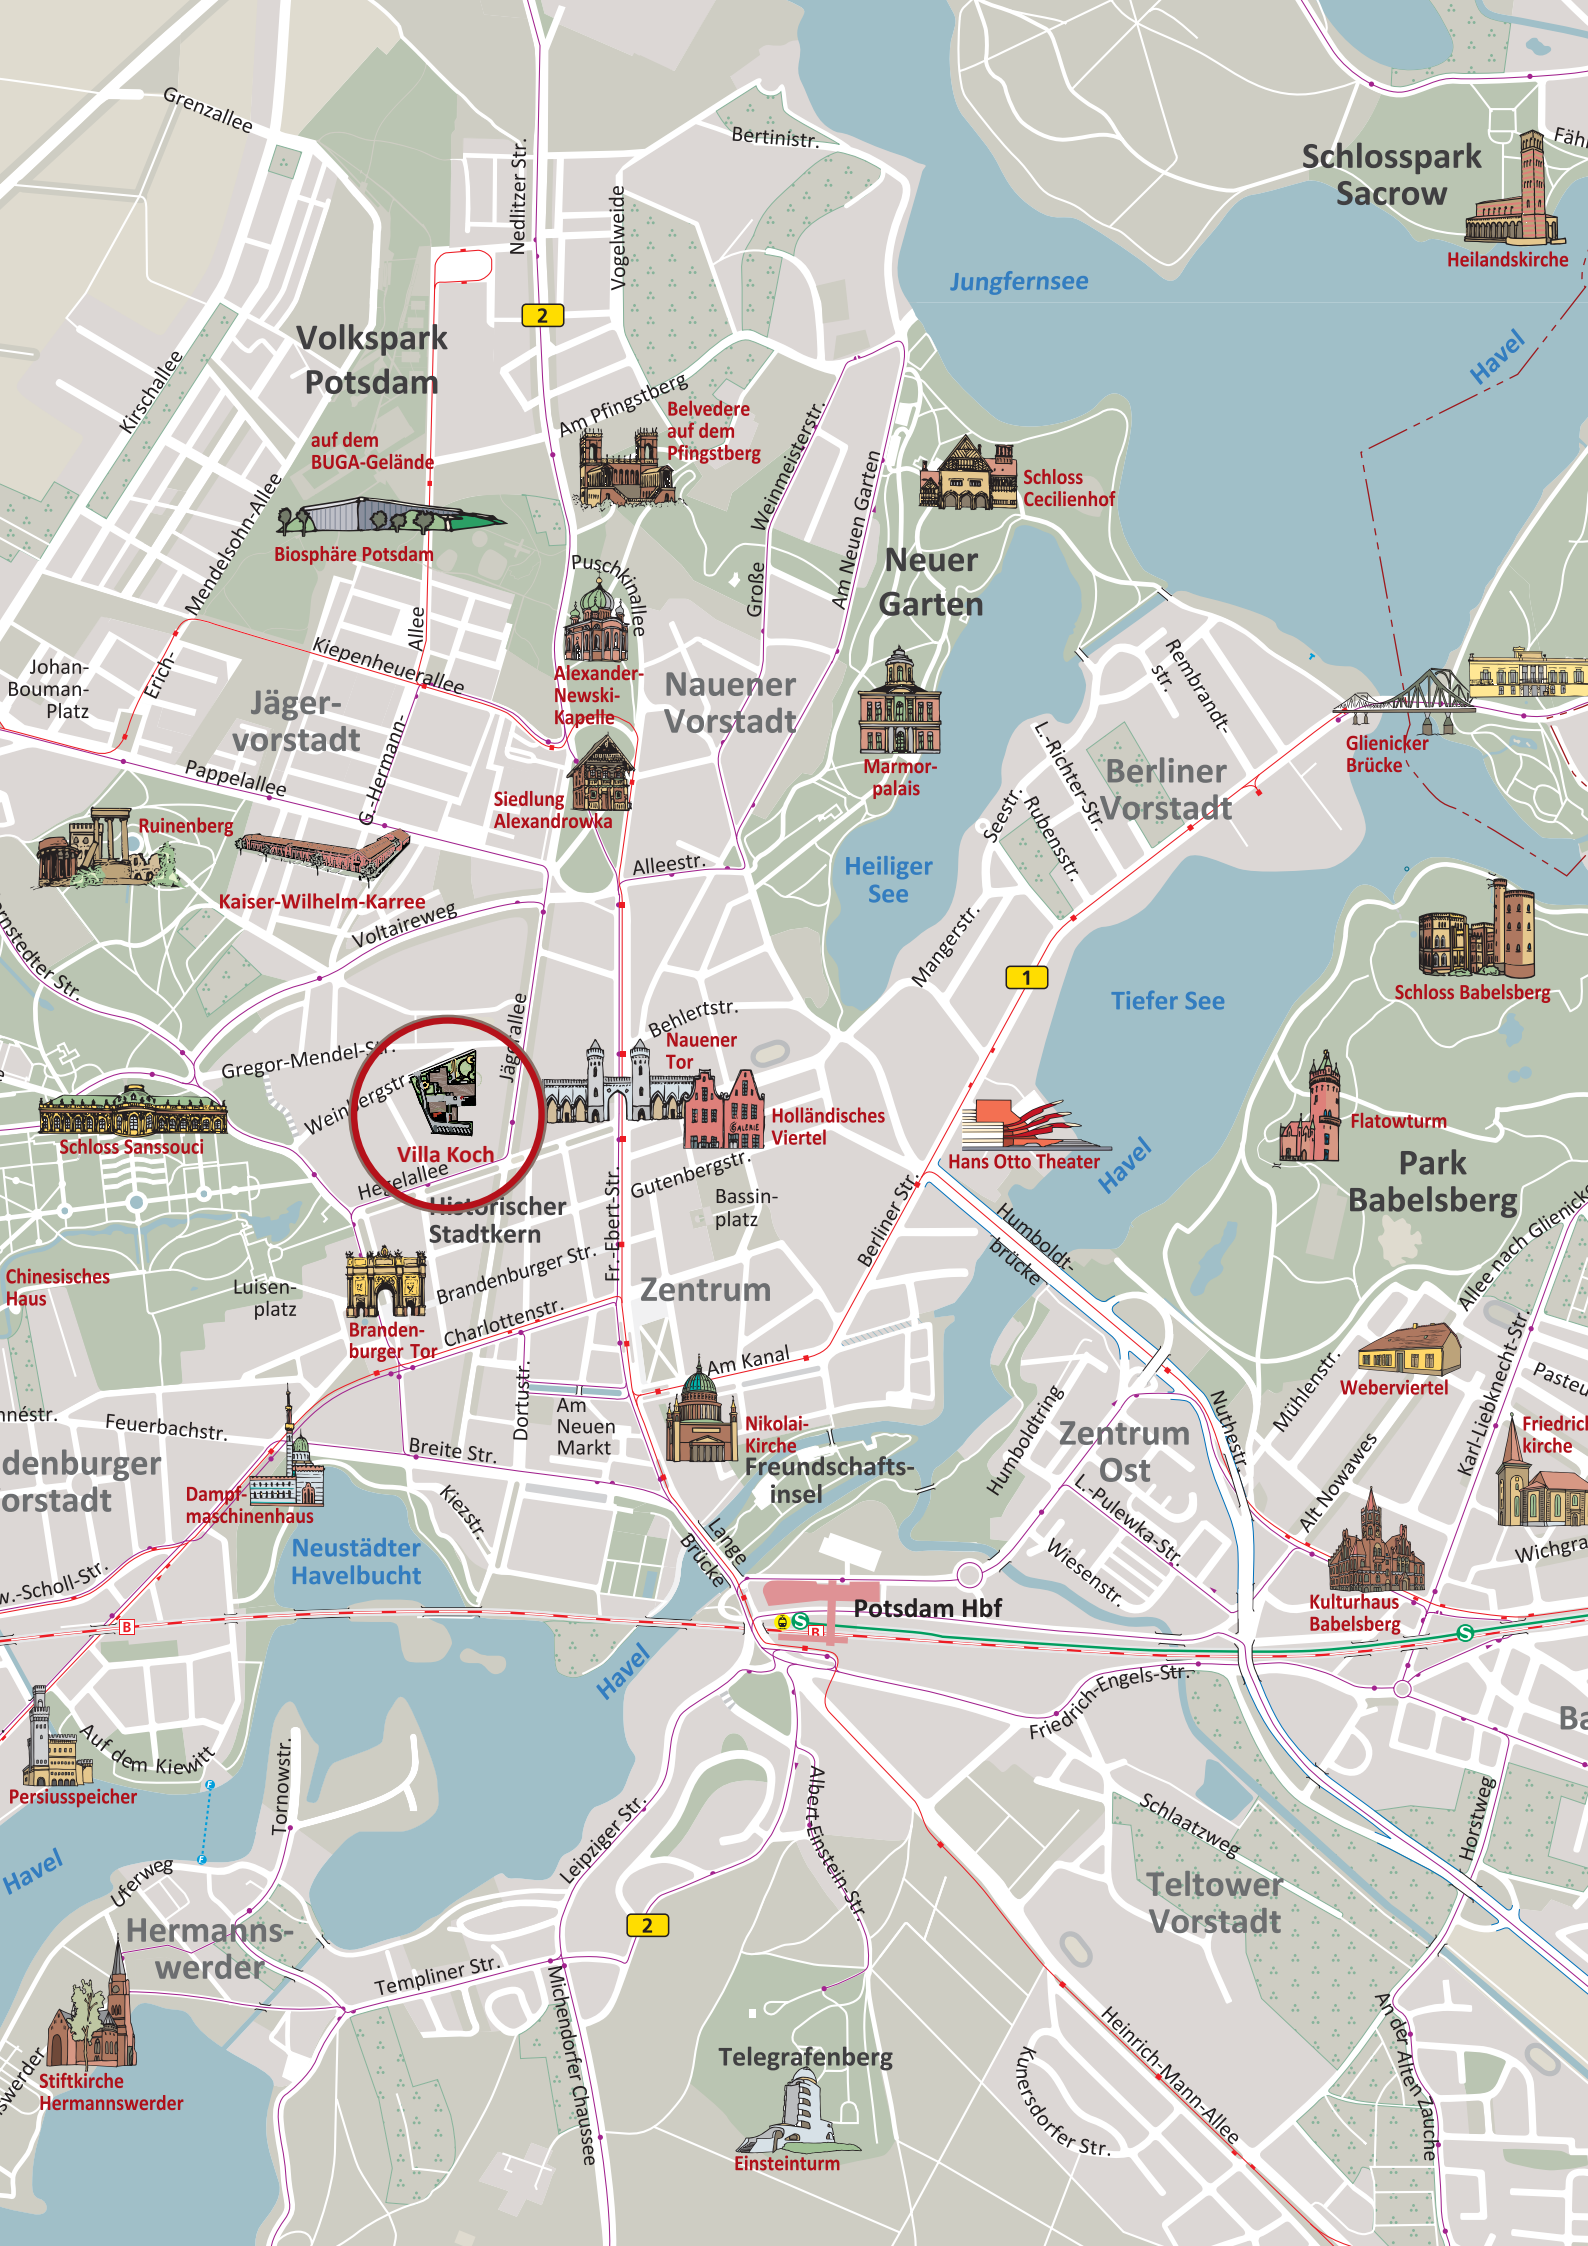 Grenzallee
Nedlitzer Str.
Bertinistr.
Schlosspark
Sacrow
Heilandskirche
Vogelweide
Jungfernsee
2
Havel
Volkspark
Potsdam
Kirschallee
Am Pfingstberg
Belvedere
auf dem
Pfingstberg
auf dem
BUGA-Gelände
Biosphäre Potsdam
Mendelsohn-Allee
Erich-
Große
Weinmeisterstr.
Am Neuen Garten
Schloss
Cecilienhof
Neuer
Garten
Puschkinallee
Allee
G.-Hermann-
Kiepenheuerallee
Johan-
Bouman-
Platz
Jäger-
vorstadt
Alexander-
Newski-
Kapelle
Nauener
Vorstadt
Rembrandt-
str.
Marmor-
palais
L.-Richter-Str.
Berliner
Vorstadt
Glienicker
Brücke
Pappelallee
Siedlung
Alexandrowka
Seestr.
Rubensstr.
Ruinenberg
Kaiser-Wilhelm-Karree
Alleestr.
Heiliger
See
Voltaireweg
Mangerstr.
1
Tiefer See
Schloss Babelsberg
Jägerallee
Behlertstr.
Nauener
Tor
Gregor-Mendel-Str.
Weinbergstr.
Villa Koch
Hegelallee
Schloss Sanssouci
GALERIE
Holländisches
Viertel
Hans Otto Theater
Havel
Flatowturm
Park
Babelsberg
Historischer
Stadtkern
Gutenbergstr.
Bassin-
platz
Fr.-Ebert-Str.
Berliner Str.
Humboldt-
brücke
Allee nach Glienicke
Chinesisches
Haus
Luisen-
platz
Brandenburger Str.
Zentrum
Branden-
burger Tor
Charlottenstr.
Dortustr.
Am Kanal
Am
Neuen
Markt
Nikolai-
Kirche
Freundschafts-
insel
Humboldtring
Zentrum
Ost
Nuthestr.
Mühlenstr.
Weberviertel
Karl-Liebknecht-Str.
Feuerbachstr.
Breite Str.
Dampf-
maschinenhaus
Kiezstr.
Neustädter
Havelbucht
Lange
Brücke
L.-Pulewka-Str.
Wiesenstr.
Alt Nowawes
Kulturhaus
Babelsberg
Potsdam Hbf
S
B
B
S
Havel
Friedrich-Engels-Str.
Auf dem Kiewitt
Persiusspeicher
F
F
Tornowstr.
Havel
Uferweg
Leipziger Str.
Albert-Einstein-Str.
Schlaatzweg
Horstweg
Teltower
Vorstadt
2
Hermanns-
werder
Templiner Str.
Michendorfer Chaussee
An der Alten Zauche
Heinrich-Mann-Allee
Kunersdorfer Str.
Telegrafenberg
Einsteinturm
Stiftkirche
Hermannswerder